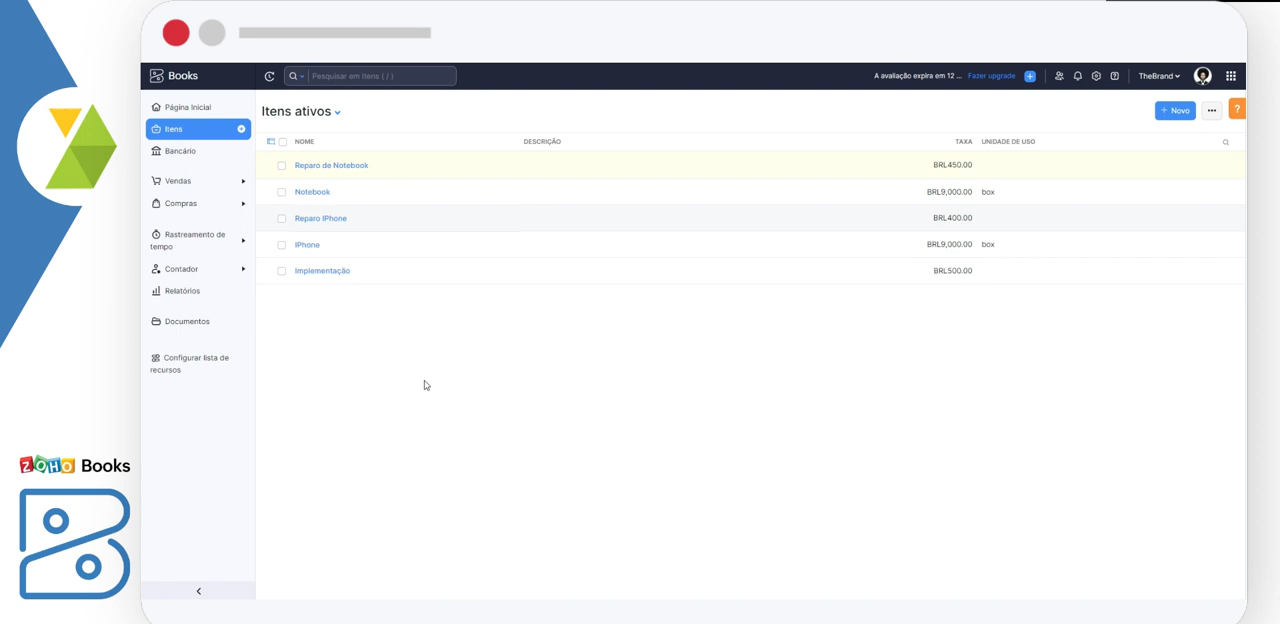 Books
Pesquisar em Itens ( / )
A avaliação expira em 12 ...
Fazer upgrade
TheBrand
Página Inicial
Itens
Bancário
Vendas
Compras
Rastreamento de
tempo
Contador
Relatórios
Documentos
Configurar lista de
recursos
Itens ativos
+ Novo
?
NOME DESCRIÇÃO TAXA UNIDADE DE USO
Reparo de Notebook BRL450.00
Notebook BRL9,000.00 box
Reparo IPhone BRL400.00
IPhone BRL9,000.00 box
Implementação BRL500.00
ZOHO Books